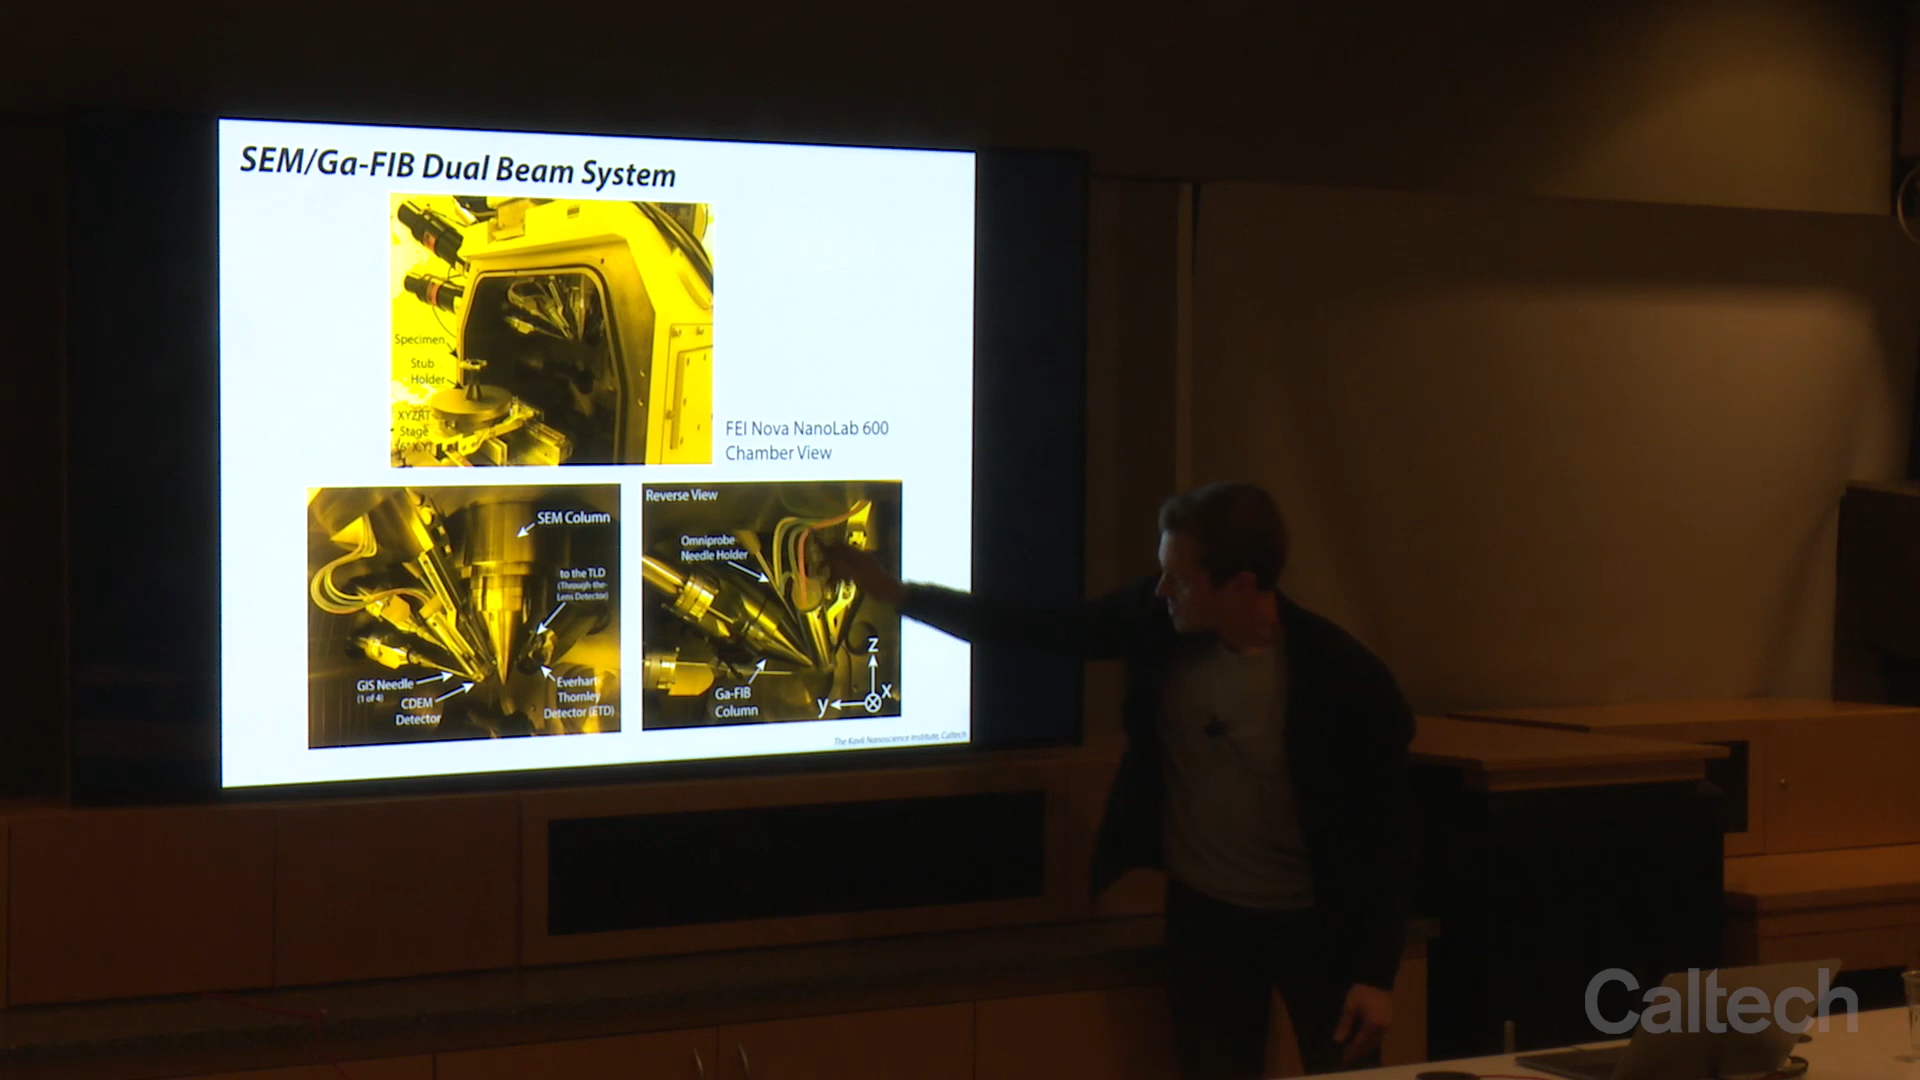 SEM/Ga-FIB Dual Beam System
Specimen
Stub
Holder
XYZRT
Stage
FEI Nova NanoLab 600
Chamber View
SEM Column
to the TLD
(Through-the-
Lens Detector)
GIS Needle
(1 of 4)
CDEM
Detector
Everhart
Thornley
Detector (ETD)
Reverse View
Omniprobe
Needle Holder
Ga-FIB
Column
z
x
y
The Kavli Nanoscience Institute, Caltech
Caltech